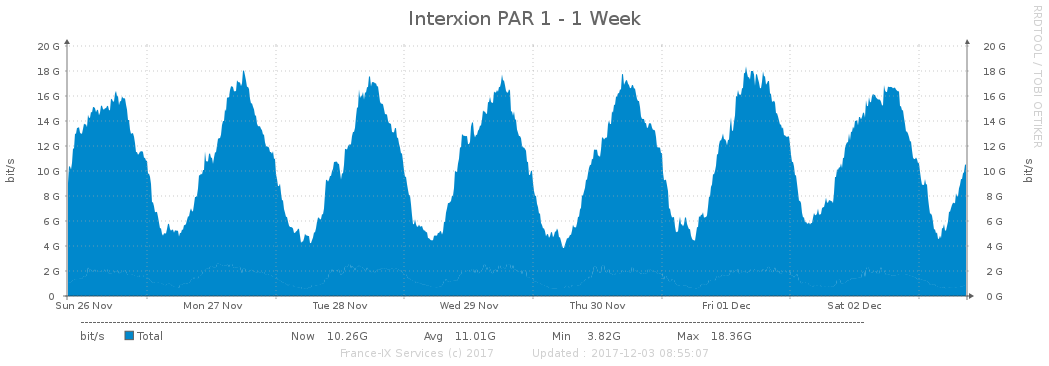 Interxion PAR 1 - 1 Week
RRDTOOL / TOBI OETIKER
bit/s
20 G 20 G
18 G 18 G
16 G 16 G
14 G 14 G
12 G 12 G
10 G 10 G
8 G 8 G
6 G 6 G
4 G 4 G
2 G 2 G
0 0 G
bit/s
Sun 26 Nov Mon 27 Nov Tue 28 Nov Wed 29 Nov Thu 30 Nov Fri 01 Dec Sat 02 Dec
bit/s Total Now 10.26G Avg 11.01G Min 3.82G Max 18.36G
France-IX Services (c) 2017 Updated : 2017-12-03 08:55:07